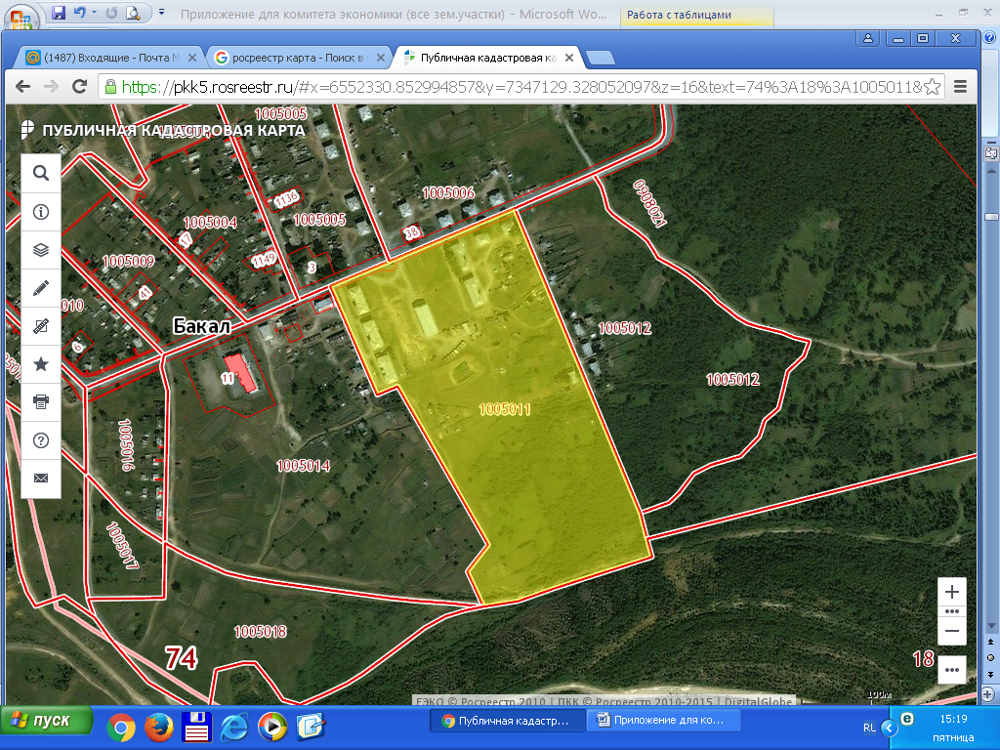 Приложение для комитета экономики (все зем.участки) - Microsoft Wo...
Работа с таблицами
(1487) Входящие - Почта M
росреестр карта - Поиск в
Публичная кадастровая ка
https://pkk5.rosreestr.ru/#x=6552330.852994857&y=7347129.328052097&z=16&text=74%3A18%3A1005011&
ПУБЛИЧНАЯ КАДАСТРОВАЯ КАРТА
1005005
1136
1005006
0908021
1005004
1005005
17
38
1005009
1149
3
41
010
Бакал
1005012
6
11
1005012
1005011
1005016
1005014
1005017
1005018
74
18
100м
ЕЭКО © Росреестр 2010 | ПКК © Росреестр 2010-2015 | DigitalGlobe
пуск
Публичная кадастр...
Приложение для ко...
RL
15:19
пятница